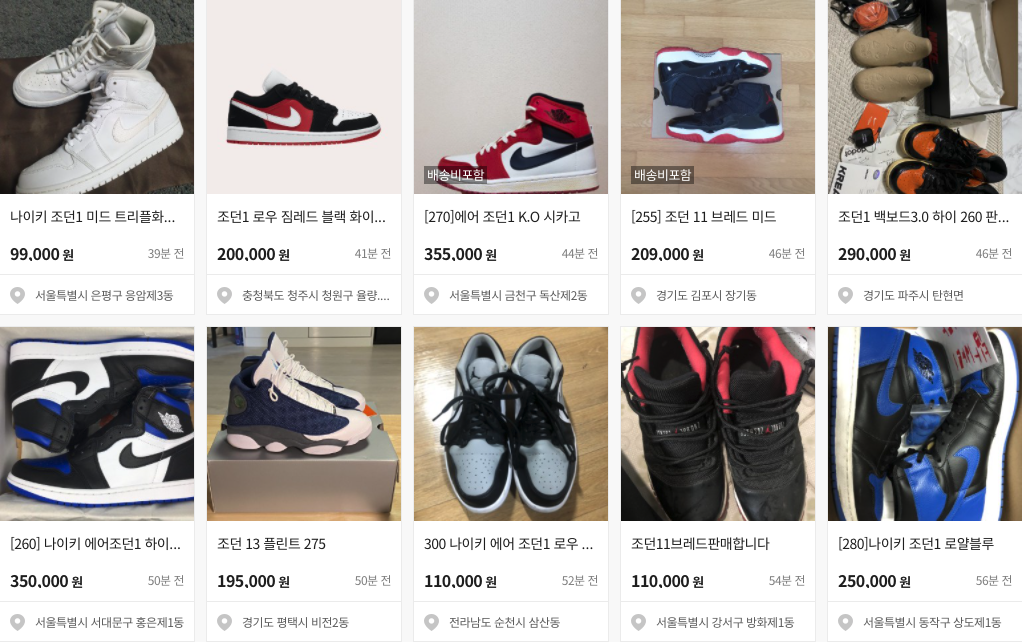 배송비포함
배송비포함
나이키 조던1 미드 트리플화...
99,000 원
39분 전
서울특별시 은평구 응암제3동
조던1 로우 짐레드 블랙 화이...
200,000 원
41분 전
충청북도 청주시 청원구 율량....
[270]에어 조던1 K.O 시카고
355,000 원
44분 전
서울특별시 금천구 독산제2동
[255] 조던 11 브레드 미드
209,000 원
46분 전
경기도 김포시 장기동
조던1 백보드3.0 하이 260 판...
290,000 원
46분 전
경기도 파주시 탄현면
[260] 나이키 에어조던1 하이...
350,000 원
50분 전
서울특별시 서대문구 홍은제1동
조던 13 플린트 275
195,000 원
50분 전
경기도 평택시 비전2동
300 나이키 에어 조던1 로우 ...
110,000 원
52분 전
전라남도 순천시 삼산동
조던11브레드판매합니다
110,000 원
54분 전
서울특별시 강서구 방화제1동
[280]나이키 조던1 로얄블루
250,000 원
56분 전
서울특별시 동작구 상도제1동